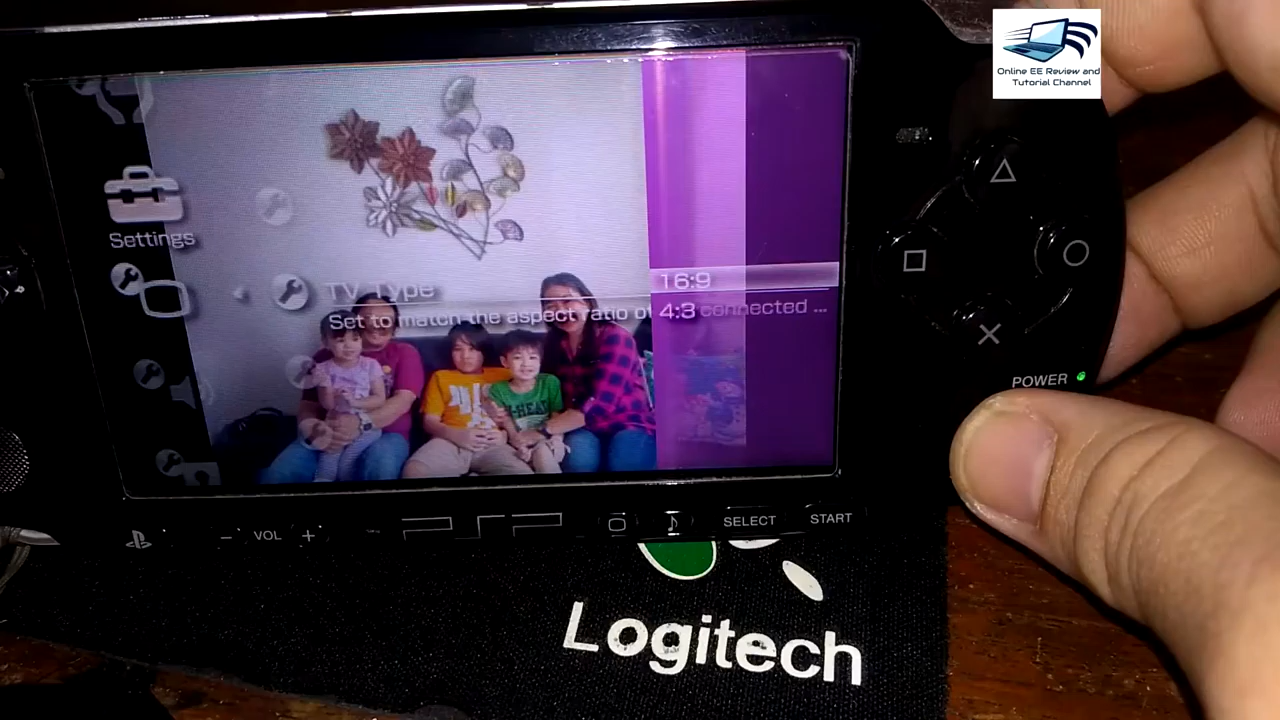 Online EE Review and
Tutorial Channel
Settings
TV Type
16:9
Set to match the aspect ratio of
4:3 connected ...
POWER
− VOL + PSP SELECT START
Logitech